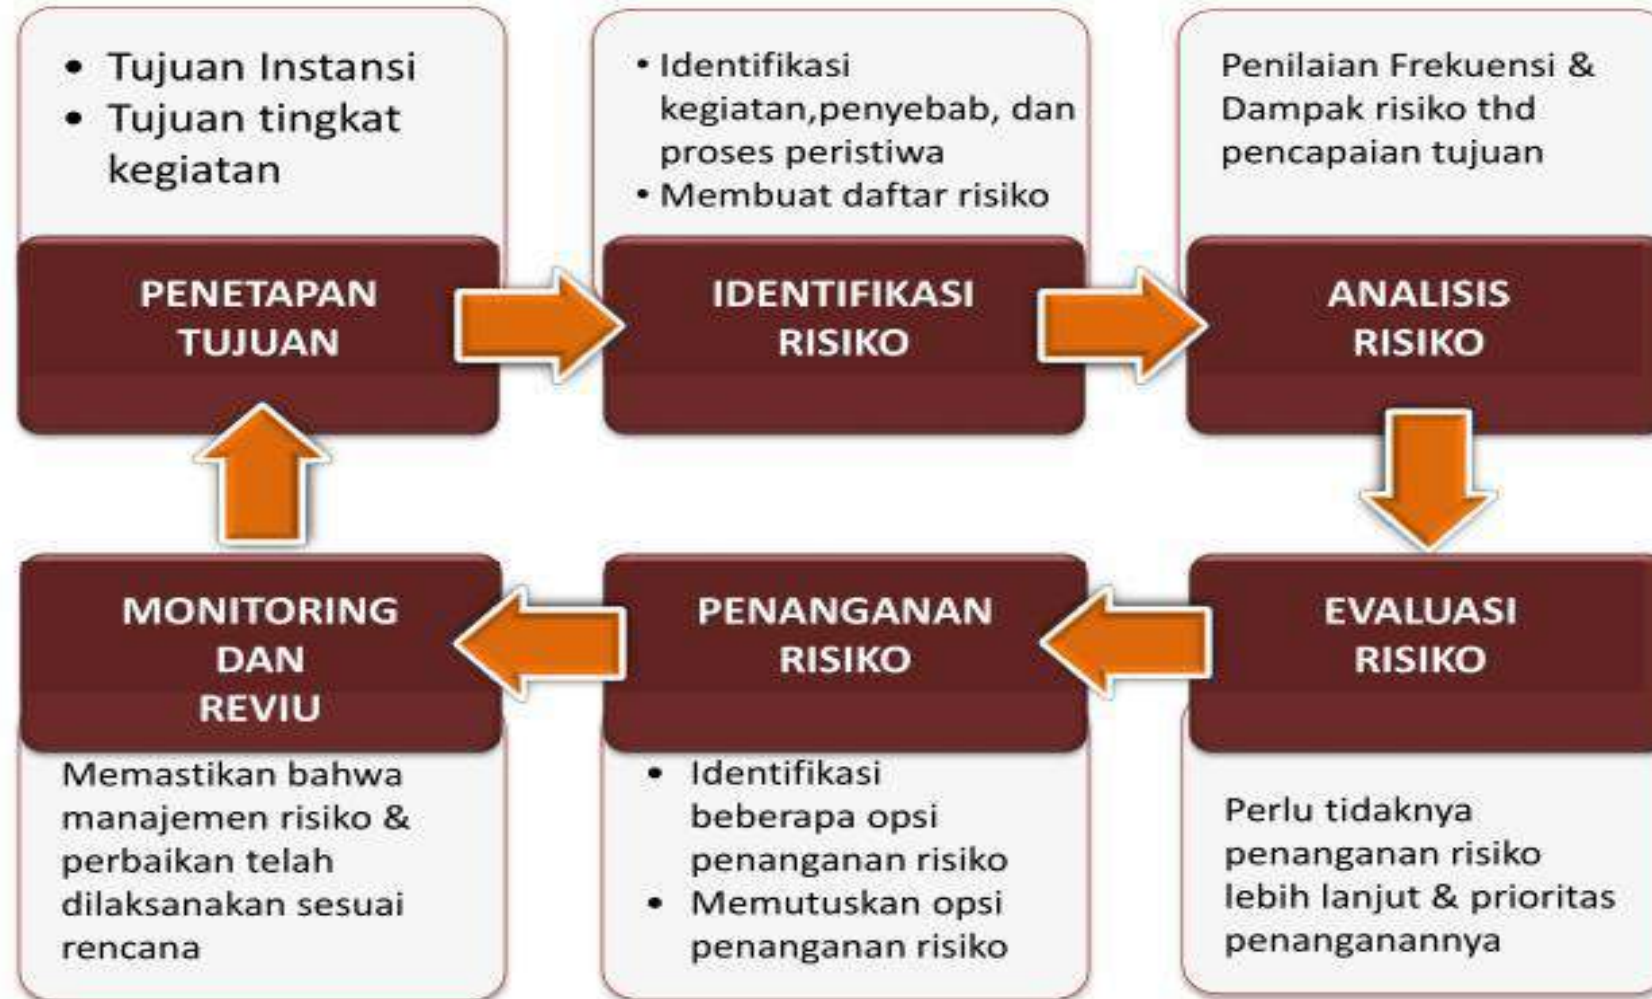 • Tujuan Instansi
• Tujuan tingkat
kegiatan
PENETAPAN
TUJUAN
• Identifikasi
kegiatan,penyebab, dan
proses peristiwa
• Membuat daftar risiko
IDENTIFIKASI
RISIKO
Penilaian Frekuensi &
Dampak risiko thd
pencapaian tujuan
ANALISIS
RISIKO
EVALUASI
RISIKO
Perlu tidaknya
penanganan risiko
lebih lanjut & prioritas
penanganannya
PENANGANAN
RISIKO
• Identifikasi
beberapa opsi
penanganan risiko
• Memutuskan opsi
penanganan risiko
MONITORING
DAN
REVIU
Memastikan bahwa
manajemen risiko &
perbaikan telah
dilaksanakan sesuai
rencana